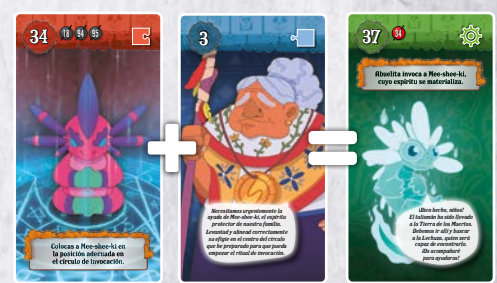 34 18 94 95
Colocas a Mee-shee-ki en
la posición adecuada en
el círculo de invocación.
+
3
Necesitamos urgentemente la
ayuda de Mee-shee-ki, el espíritu
protector de nuestra familia.
Levantad y alinead correctamente
su efigie en el centro del círculo
que he preparado para que pueda
empezar el ritual de invocación.
=
37 34
Abuelita invoca a Mee-shee-ki,
cuyo espíritu se materializa.
¡Bien hecho, niños!
El talismán ha sido llevado
a la Tierra de los Muertos.
Debemos ir allí y buscar
a la Lechuza, quien será
capaz de encontrarlo.
¡Os acompañaré
para ayudaros!